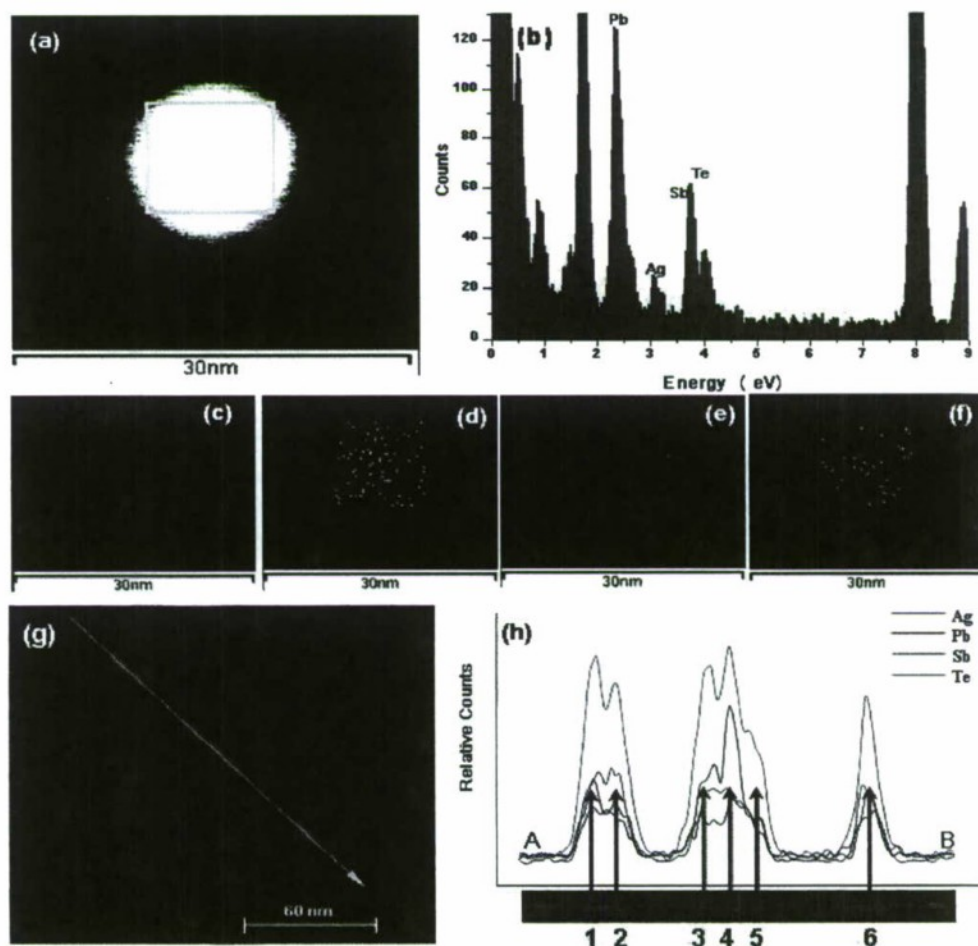 (a)
30nm
(b)
Pb
Te
Sb
Ag
Counts
120
100
80
60
40
20
0
0 1 2 3 4 5 6 7 8 9
Energy ( eV)
(c)
30nm
(d)
30nm
(e)
30nm
(f)
30nm
(g)
60 nm
(h)
Ag
Pb
Sb
Te
Relative Counts
A
B
1 2 3 4 5 6